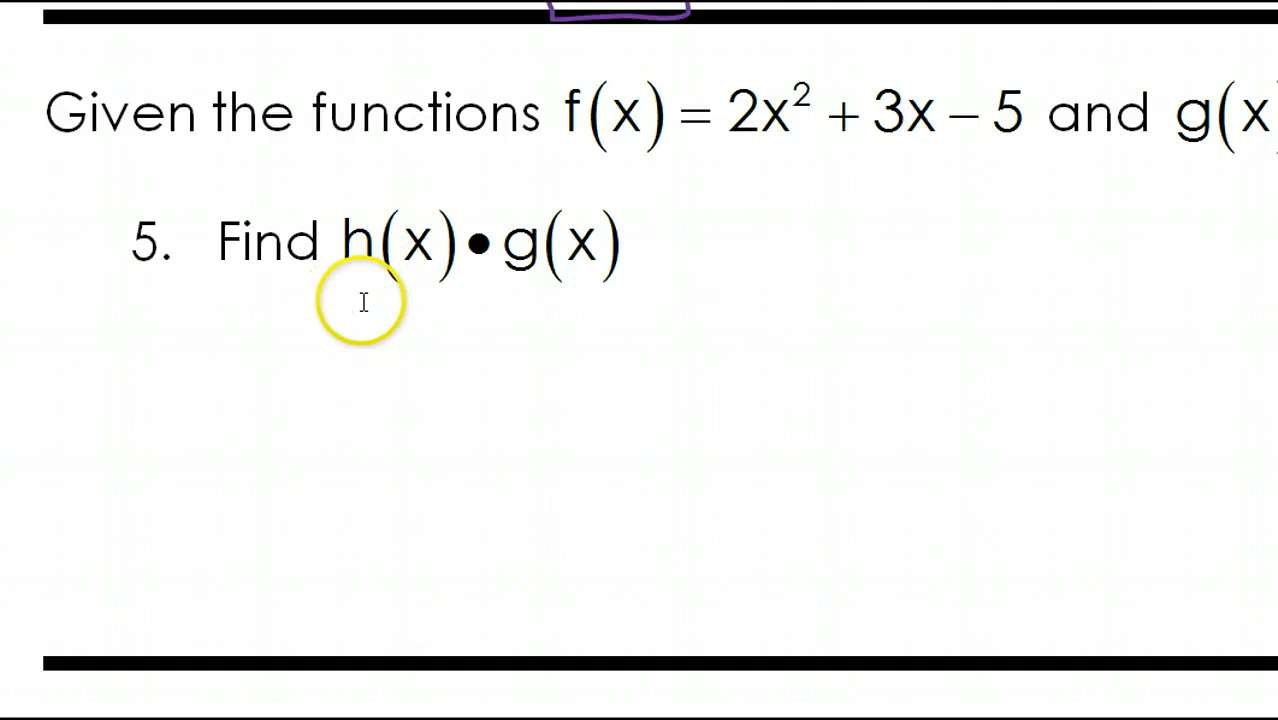 Given the functions f(x) = 2x² + 3x − 5 and g(x
5. Find h(x)•g(x)